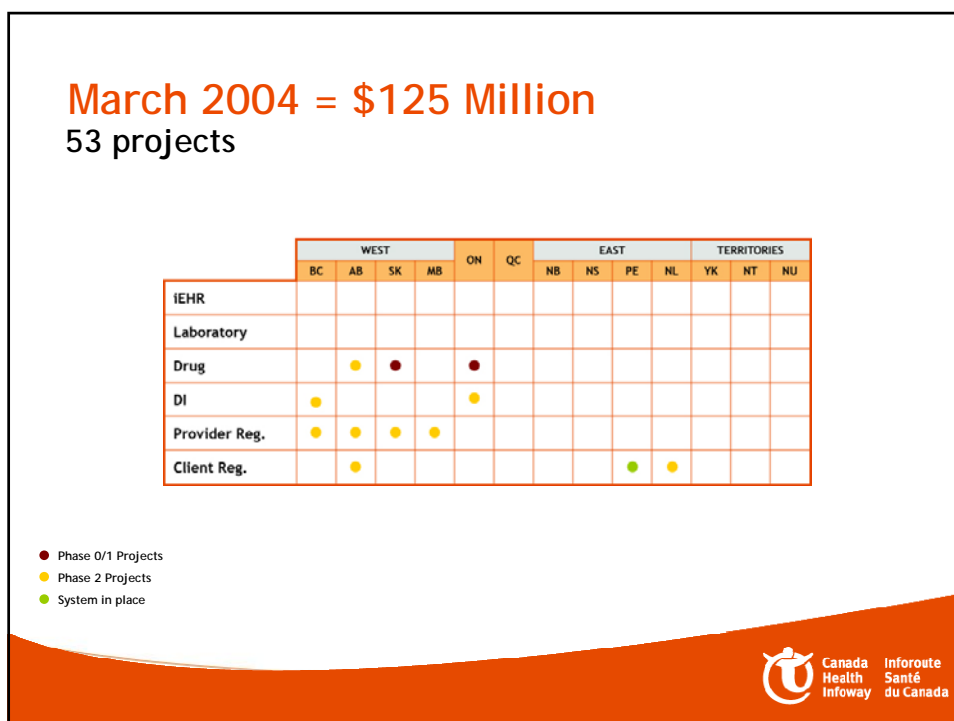 March 2004 = $125 Million
53 projects
WEST ON QC EAST TERRITORIES
BC AB SK MB NB NS PE NL YK NT NU
iEHR
Laboratory
Drug
DI
Provider Reg.
Client Reg.
Phase 0/1 Projects
Phase 2 Projects
System in place
Canada Inforoute
Health Santé
Infoway du Canada